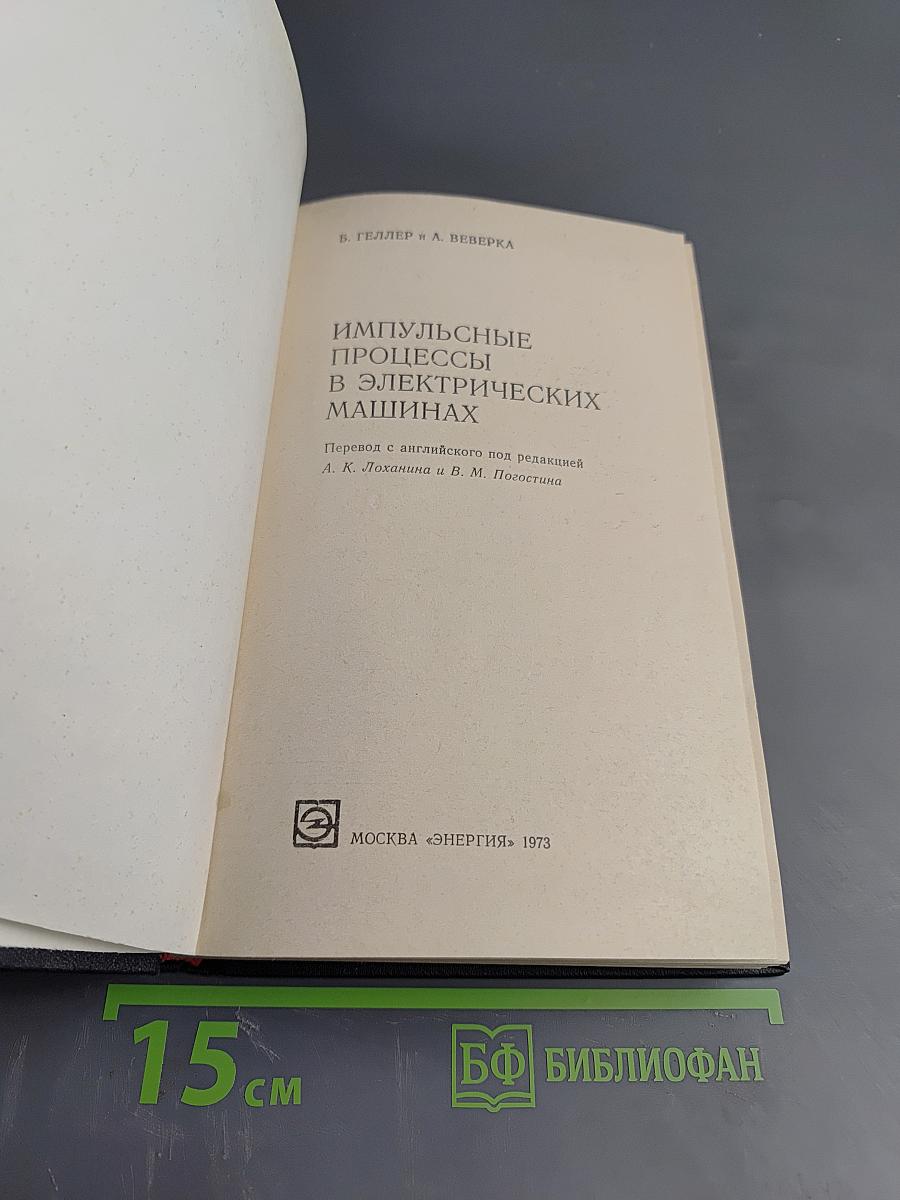 Б. ГЕЛЛЕР и А. ВЕВЕРКА
ИМПУЛЬСНЫЕ
ПРОЦЕССЫ
В ЭЛЕКТРИЧЕСКИХ
МАШИНАХ
Перевод с английского под редакцией
А. К. Лоханина и В. М. Погостина
МОСКВА «ЭНЕРГИЯ» 1973
15 см
БФ БИБЛИОФАН